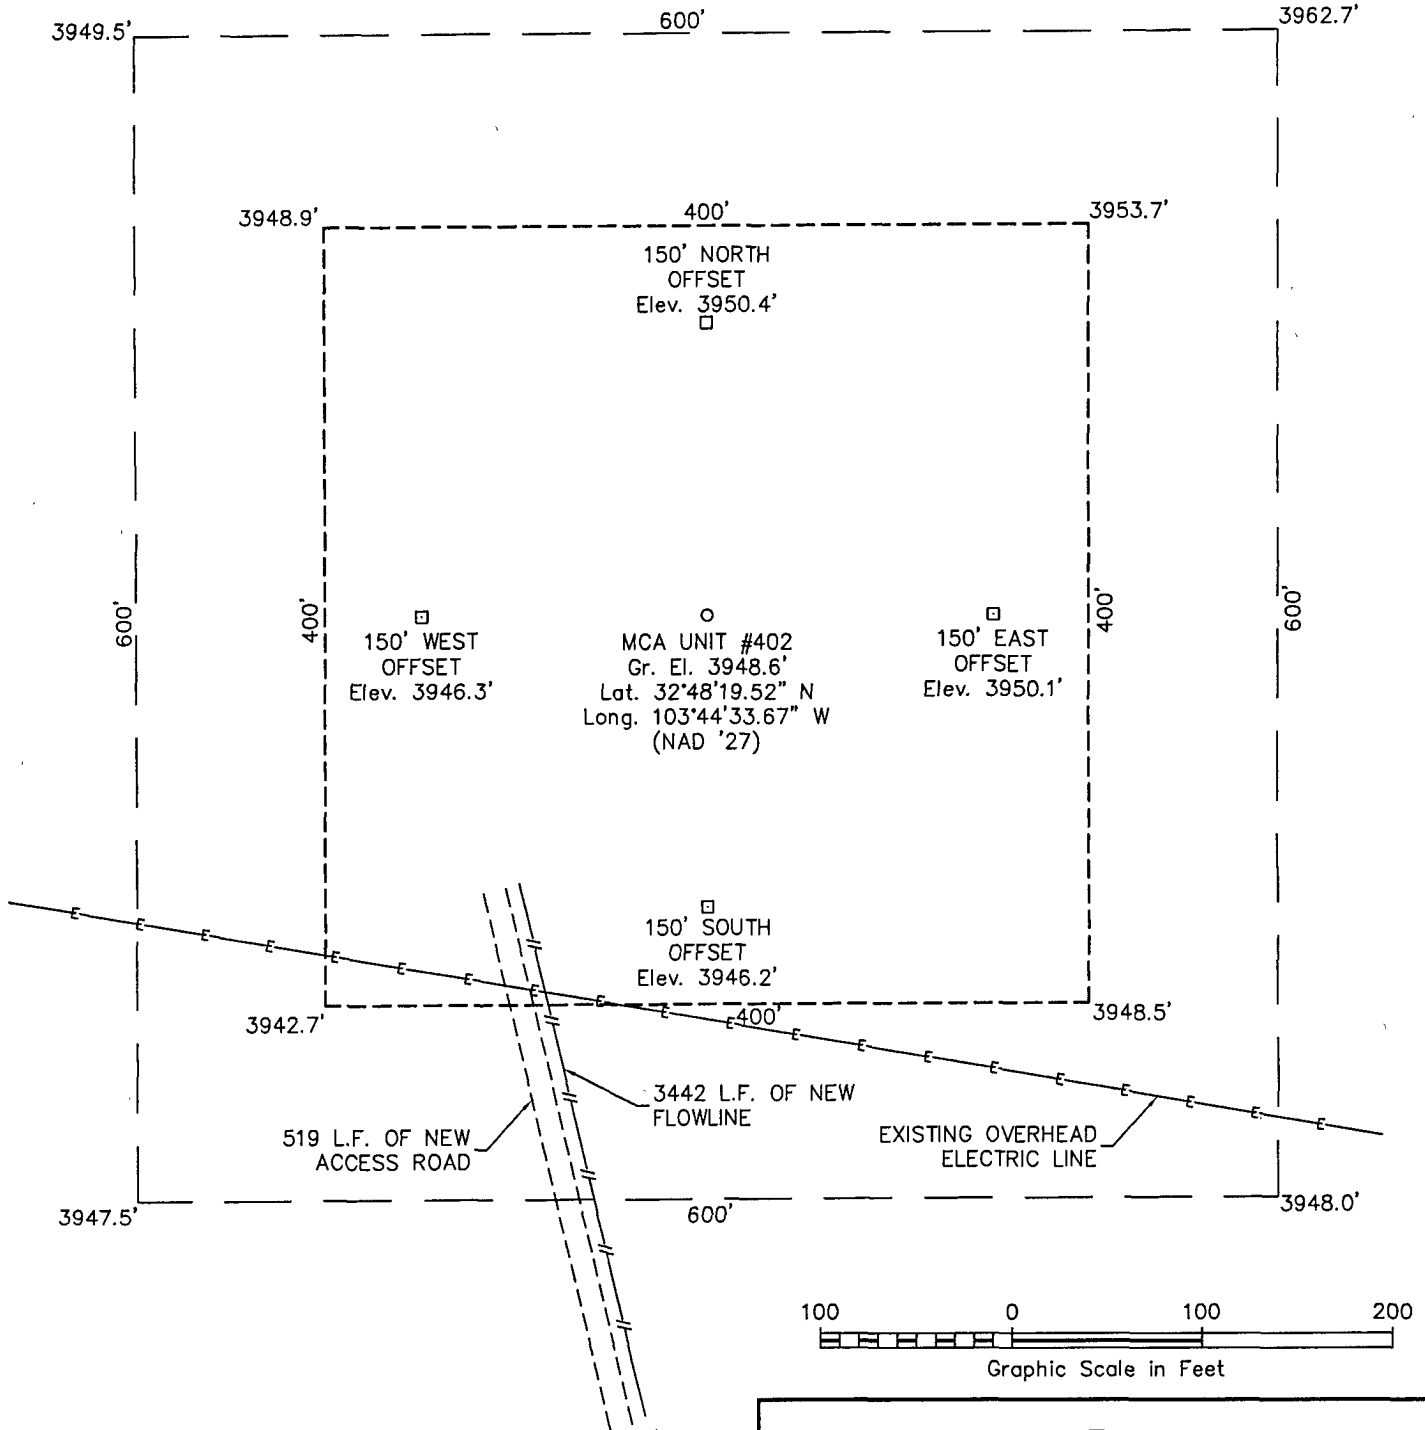 3949.5'
600'
3962.7'
3948.9'
400'
3953.7'
150' NORTH
OFFSET
Elev. 3950.4'
600'
400'
150' WEST
OFFSET
Elev. 3946.3'
MCA UNIT #402
Gr. El. 3948.6'
Lat. 32°48'19.52" N
Long. 103°44'33.67" W
(NAD '27)
150' EAST
OFFSET
Elev. 3950.1'
400'
600'
150' SOUTH
OFFSET
Elev. 3946.2'
E E E E E E E E E E E E E E E E E E E E
3942.7'
400'
3948.5'
3442 L.F. OF NEW
FLOWLINE
519 L.F. OF NEW
ACCESS ROAD
EXISTING OVERHEAD
ELECTRIC LINE
3947.5'
600'
3948.0'
100 0 100 200
Graphic Scale in Feet